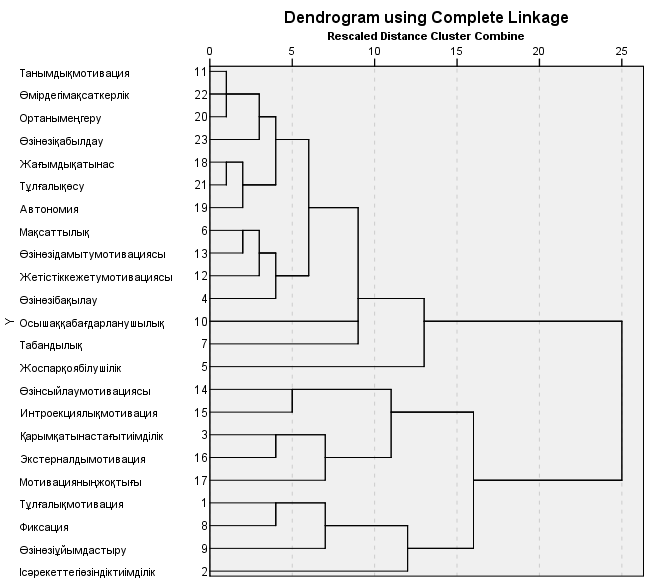 Dendrogram using Complete Linkage
Rescaled Distance Cluster Combine
0 5 10 15 20 25
Танымдықмотивация 11
Өмірдегімақсаткерлік 22
Ортанымеңгеру 20
Өзінөзіқабылдау 23
Жағымдықатынас 18
Тұлғалықөсу 21
Автономия 19
Мақсаттылық 6
Өзінөзідамытумотивациясы 13
Жетістіккежетумотивациясы 12
Өзінөзібақылау 4
Y Осышаққабағдарланушылық 10
Табандылық 7
Жоспарқоябілушілік 5
Өзінсыйлаумотивациясы 14
Интроекциялықмотивация 15
Қарымқатынастағытиімділік 3
Экстерналдымотивация 16
Мотивацияныңжоқтығы 17
Тұлғалықмотивация 1
Фиксация 8
Өзінөзіұйымдастыру 9
Ісәрекеттегіөзіндіктиімділік 2